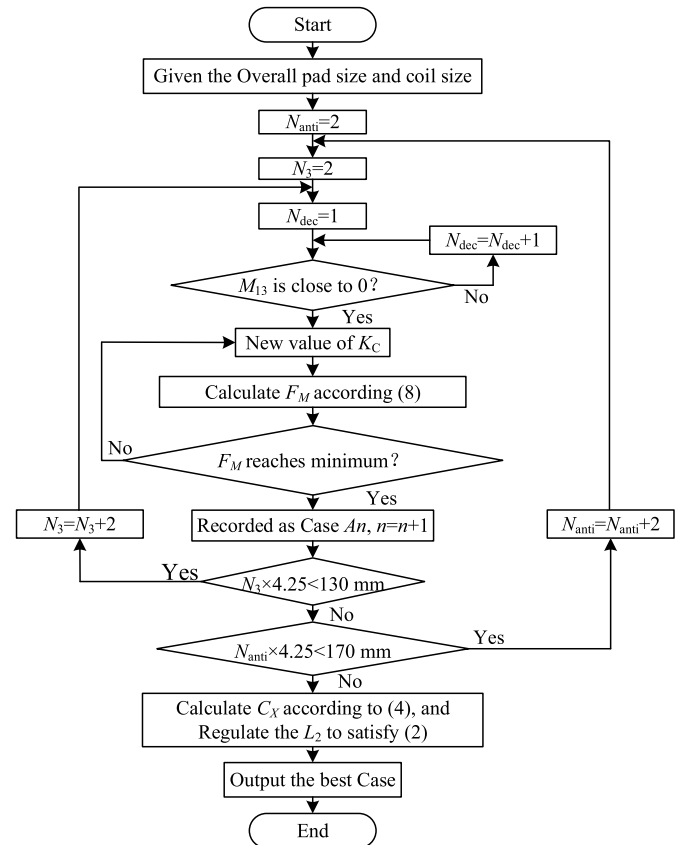 Start
Given the Overall pad size and coil size
Nanti=2
N3=2
Ndec=1
Ndec=Ndec+1
M13 is close to 0?
No
Yes
New value of KC
Calculate FM according (8)
No
FM reaches minimum?
Yes
N3=N3+2
Recorded as Case An, n=n+1
Nanti=Nanti+2
Yes
N3×4.25<130 mm
No
Yes
Nanti×4.25<170 mm
No
Calculate CX according to (4), and
Regulate the L2 to satisfy (2)
Output the best Case
End